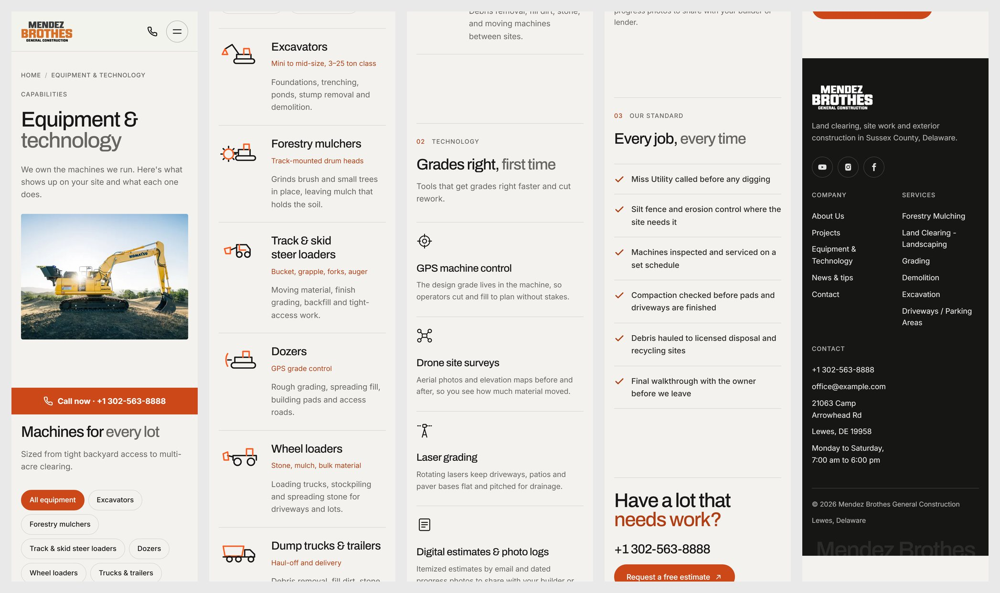 MENDEZ
BROTHES
GENERAL CONSTRUCTION
HOME / EQUIPMENT & TECHNOLOGY
CAPABILITIES
Equipment &
technology
We own the machines we run. Here's what
shows up on your site and what each one
does.
KOMATSU
Call now · +1 302-563-8888
Machines for every lot
Sized from tight backyard access to multi-
acre clearing.
All equipment
Excavators
Forestry mulchers
Track & skid steer loaders
Dozers
Wheel loaders
Trucks & trailers
Excavators
Mini to mid-size, 3–25 ton class
Foundations, trenching,
ponds, stump removal and
demolition.
Forestry mulchers
Track-mounted drum heads
Grinds brush and small trees
in place, leaving mulch that
holds the soil.
Track & skid
steer loaders
Bucket, grapple, forks, auger
Moving material, finish
grading, backfill and tight-
access work.
Dozers
GPS grade control
Rough grading, spreading fill,
building pads and access
roads.
Wheel loaders
Stone, mulch, bulk material
Loading trucks, stockpiling
and spreading stone for
driveways and lots.
Dump trucks & trailers
Haul-off and delivery
Debris removal, fill dirt, stone,
Debris removal, fill dirt, stone,
and moving machines
between sites.
02 TECHNOLOGY
Grades right, first time
Tools that get grades right faster and cut
rework.
GPS machine control
The design grade lives in the machine, so
operators cut and fill to plan without stakes.
Drone site surveys
Aerial photos and elevation maps before and
after, so you see how much material moved.
Laser grading
Rotating lasers keep driveways, patios and
paver bases flat and pitched for drainage.
Digital estimates & photo logs
Itemized estimates by email and dated
progress photos to share with your builder or
progress photos to share with your builder or
lender.
03 OUR STANDARD
Every job, every time
Miss Utility called before any digging
Silt fence and erosion control where the
site needs it
Machines inspected and serviced on a
set schedule
Compaction checked before pads and
driveways are finished
Debris hauled to licensed disposal and
recycling sites
Final walkthrough with the owner
before we leave
Have a lot that
needs work?
+1 302-563-8888
Request a free estimate
MENDEZ
BROTHES
GENERAL CONSTRUCTION
Land clearing, site work and exterior
construction in Sussex County, Delaware.
COMPANY
About Us
Projects
Equipment &
Technology
News & tips
Contact
SERVICES
Forestry Mulching
Land Clearing -
Landscaping
Grading
Demolition
Excavation
Driveways / Parking
Areas
CONTACT
+1 302-563-8888
office@example.com
21063 Camp
Arrowhead Rd
Lewes, DE 19958
Monday to Saturday,
7:00 am to 6:00 pm
© 2026 Mendez Brothes General Construction
Lewes, Delaware
Mendez Brothes